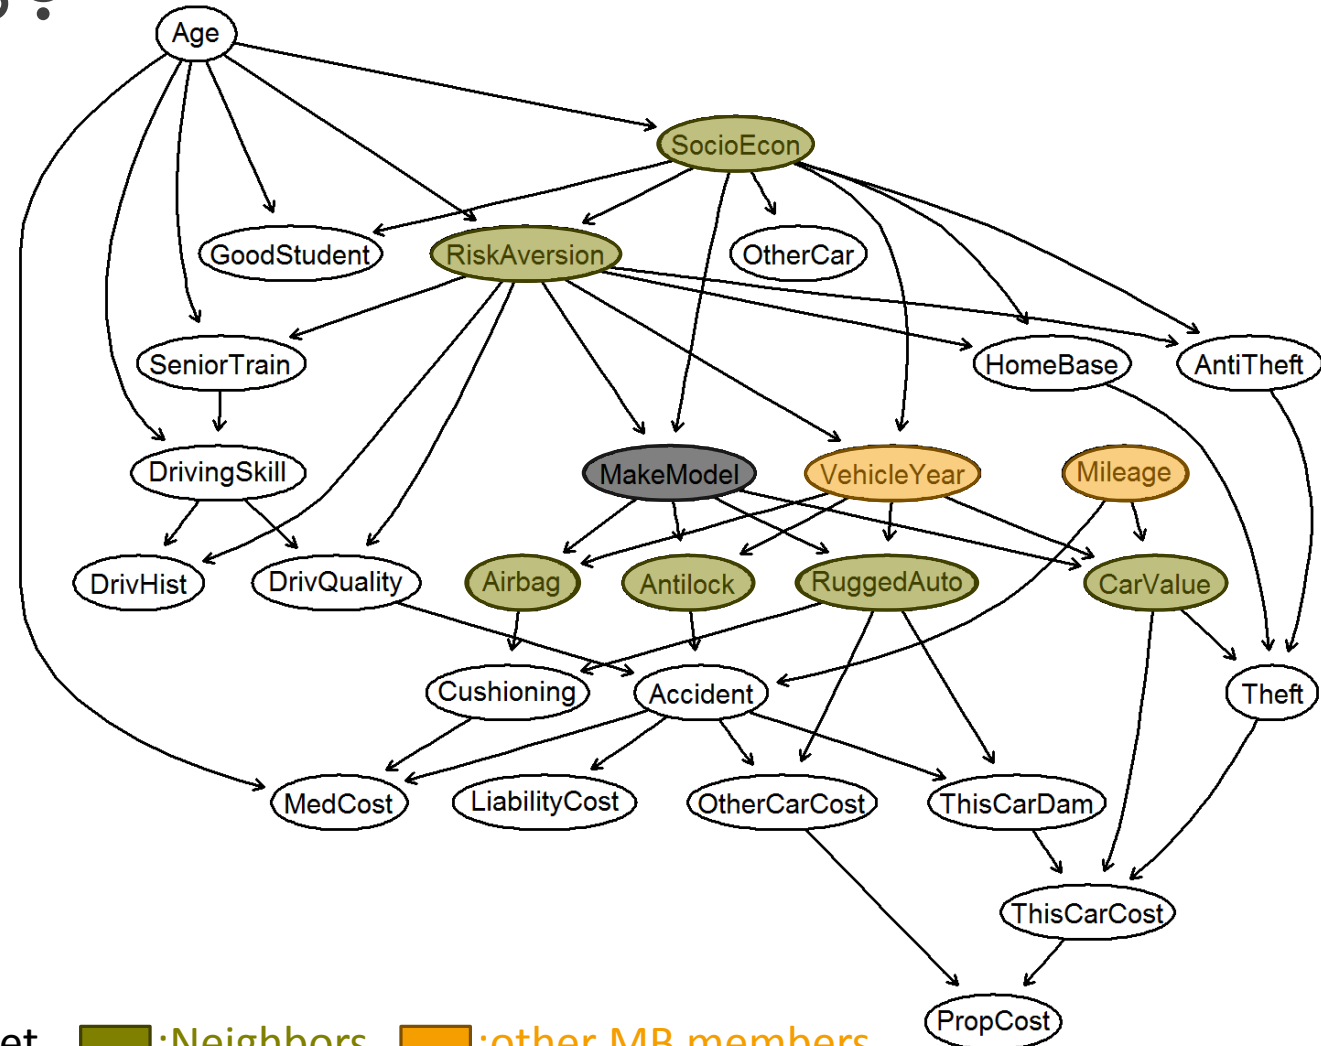 ?
Age
SocioEcon
GoodStudent
RiskAversion
OtherCar
SeniorTrain
HomeBase
AntiTheft
DrivingSkill
MakeModel
VehicleYear
Mileage
DrivHist
DrivQuality
Airbag
Antilock
RuggedAuto
CarValue
Cushioning
Accident
Theft
MedCost
LiabilityCost
OtherCarCost
ThisCarDam
ThisCarCost
PropCost
et :Neighbors :other MB members